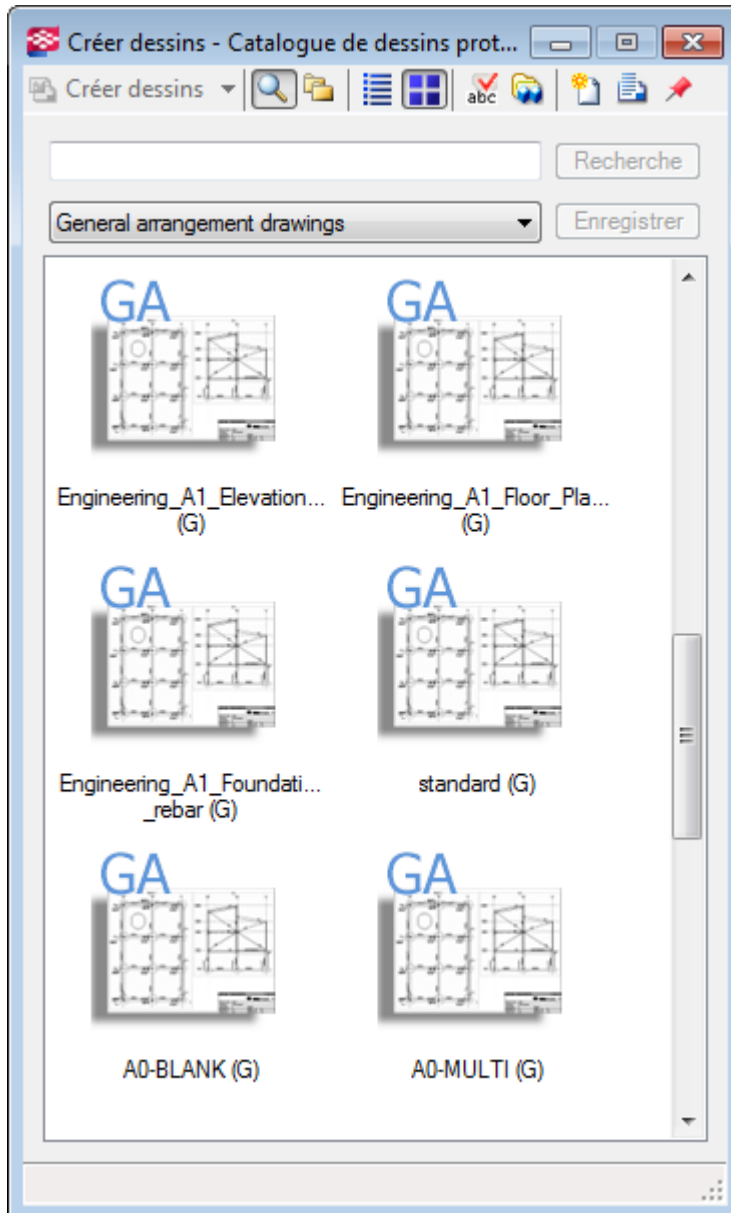 Créer dessins - Catalogue de dessins prot...
Créer dessins
abc
Recherche
General arrangement drawings
Enregistrer
GA
GA
Engineering_A1_Elevation...
(G)
Engineering_A1_Floor_Pla...
(G)
GA
GA
Engineering_A1_Foundati...
_rebar (G)
standard (G)
GA
GA
A0-BLANK (G)
A0-MULTI (G)